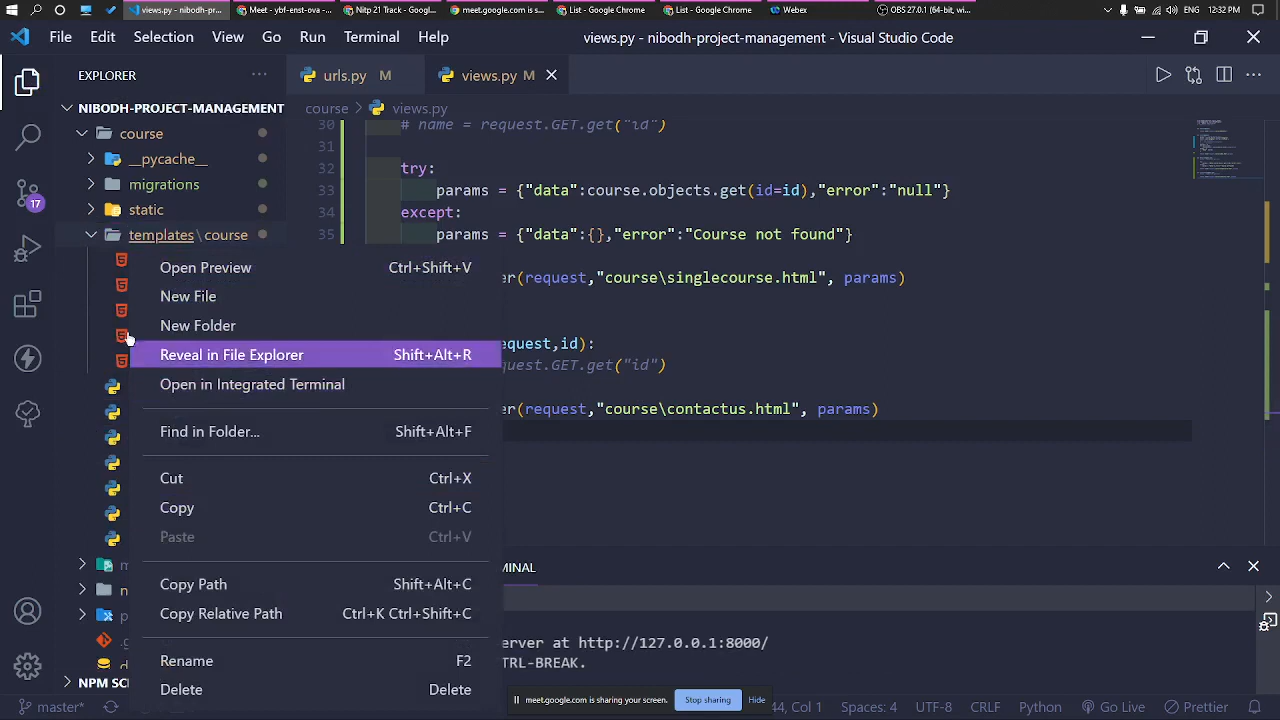 views.py - nibodh-p...
Meet - ybf-enst-ova -...
Nitp 21 Track - Goo...
meet.google.com is s...
List - Google Chrome
List - Google Chrome
Webex
OBS 27.0.1 (64-bit, win...
ENG
12:32 PM
File Edit Selection View Go Run Terminal Help
views.py - nibodh-project-management - Visual Studio Code
EXPLORER
urls.py M
views.py M
NIBODH-PROJECT-MANAGEMENT
course > views.py
course
__pycache__
migrations
static
templates\course
30 # name = request.GET.get("id")
31
32 try:
33 params = {"data":course.objects.get(id=id),"error":"null"}
34 except:
35 params = {"data":{},"error":"Course not found"}
er(request,"course\singlecourse.html", params)
equest,id):
equest.GET.get("id")
er(request,"course\contactus.html", params)
17
Open Preview Ctrl+Shift+V
New File
New Folder
Reveal in File Explorer Shift+Alt+R
Open in Integrated Terminal
Find in Folder... Shift+Alt+F
Cut Ctrl+X
Copy Ctrl+C
Paste Ctrl+V
Copy Path Shift+Alt+C
Copy Relative Path Ctrl+K Ctrl+Shift+C
Rename F2
Delete Delete
MINAL
erver at http://127.0.0.1:8000/
TRL-BREAK.
NPM SC
meet.google.com is sharing your screen.
Stop sharing
Hide
master*
44, Col 1
Spaces: 4
UTF-8
CRLF
Python
Go Live
Prettier